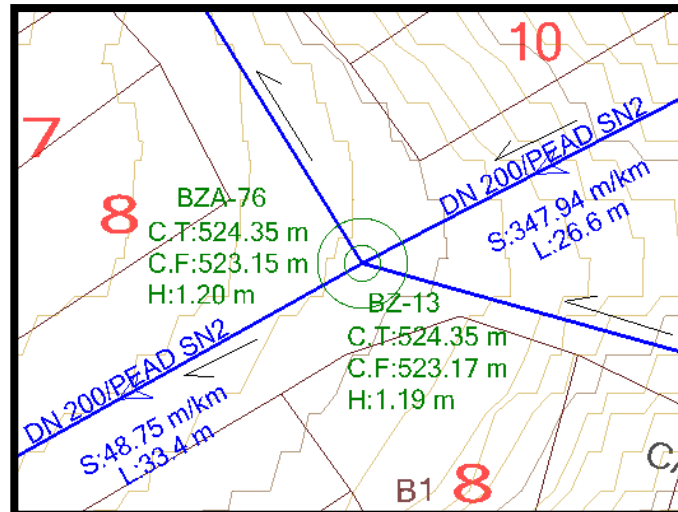 10
7
8
DN 200/PEAD SN2
S:347.94 m/km
L:26.6 m
BZA-76
C.T:524.35 m
C.F:523.15 m
H:1.20 m
BZ-13
C.T:524.35 m
C.F:523.17 m
H:1.19 m
DN 200/PEAD SN2
S:48.75 m/km
L:33.4 m
B1
8